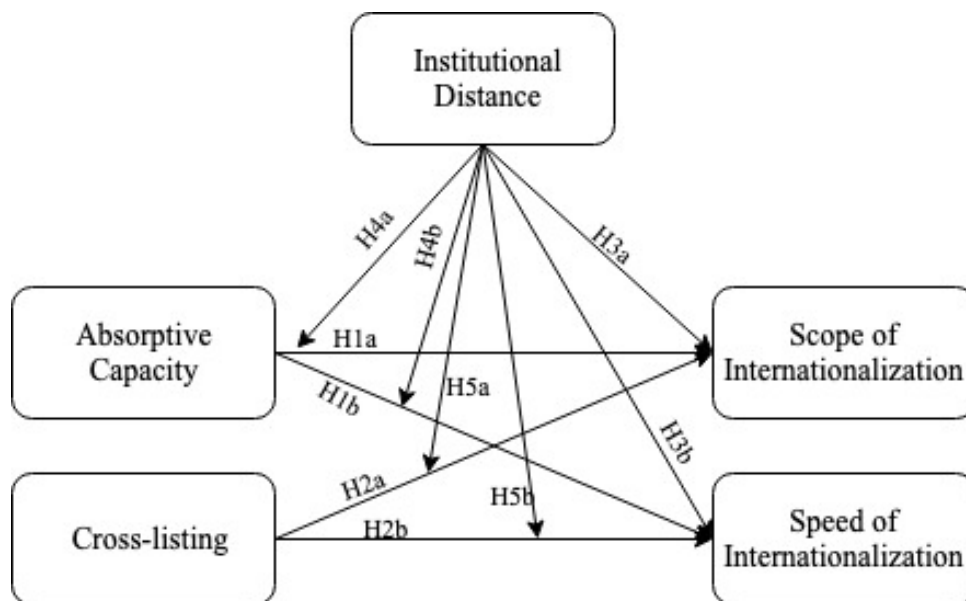 Institutional
Distance
H4a
H4b
H3a
Absorptive
Capacity
H1a
Scope of
Internationalization
H1b
H5a
H3b
H2a
H5b
Cross-listing
H2b
Speed of
Internationalization